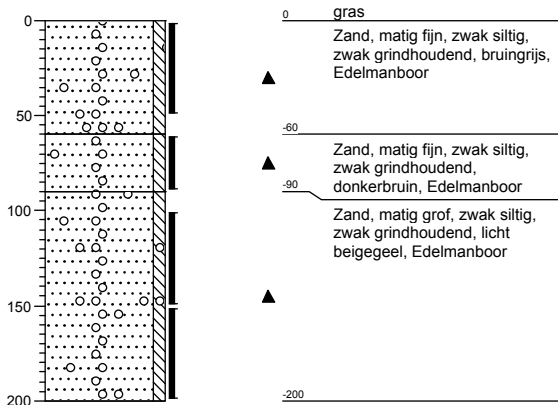 0
50
100
150
200
0
gras
Zand, matig fijn, zwak siltig,
zwak grindhoudend, bruingrijs,
Edelmanboor
-60
Zand, matig fijn, zwak siltig,
zwak grindhoudend,
donkerbruin, Edelmanboor
-90
Zand, matig grof, zwak siltig,
zwak grindhoudend, licht
beigegeel, Edelmanboor
-200